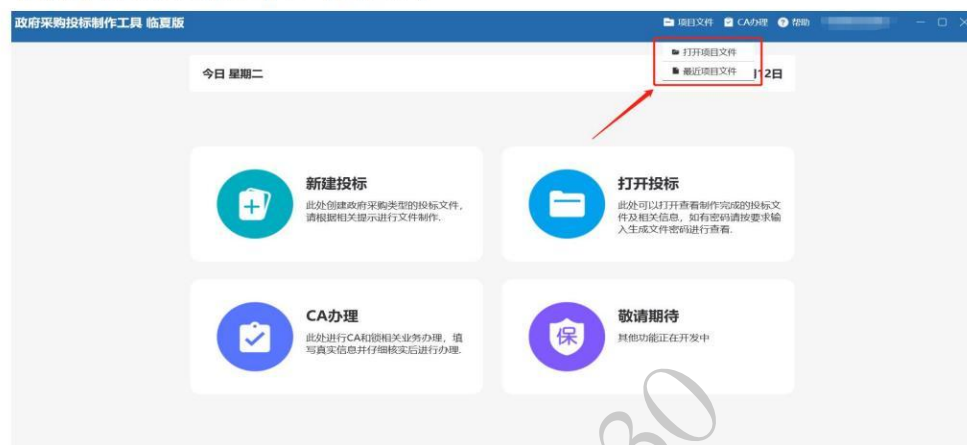 政府采购投标制作工具 临夏版
项目文件 CA办理 帮助
打开项目文件
最近项目文件
今日 星期二
12日
新建投标
此处创建政府采购类型的投标文件，
请根据相关提示进行文件制作.
打开投标
此处可以打开查看制作完成的投标文
件及相关信息，如有密码请按要求输
入生成文件密码进行查看.
CA办理
此处进行CA和锁相关业务办理，填
写真实信息并仔细核实后进行办理.
敬请期待
保
其他功能正在开发中
30